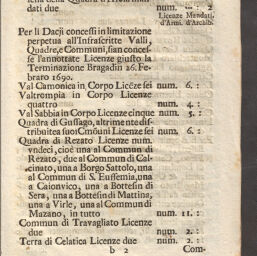 dati due num. 2
Licenze Mandati,
d'Armi. d'Archib.
Per li Dacij concessi in limitazione
perpetua all'Infrascritte Valli,
Quadre, e Communi, sian conces-
se l'annottate Licenze giusto la
Terminazione Bragadin 26. Fe-
braro 1690.
Val Camonica in Corpo Licēze sei num. 6. :
Valtrompia in Corpo Licenze
quattro num. 4. :
Val Sabbia in Corpo Licenze cinque num. 5. :
Quadra di Gussago, altrimente di-
stribuitea suoi Cmōuni Licenze sei num. 6. :
Quadra di Rezato Licenze num.
vndeci, cioè una al Commun di
Rezato, due al Commun di Cal-
cinato, una a Borgo Sattolo, una
al Commun di S. Eussemia, una
a Caionvico, una a Bottesin di
Sera, una a Bottesin di Mattina,
una a Virle, una al Commun di
Mazano, in tutto num. 11. :
Commun di Travagliato Licenze
due num. 2. :
Terra di Celatica Licenze due num. 2. :
b 2 Com-